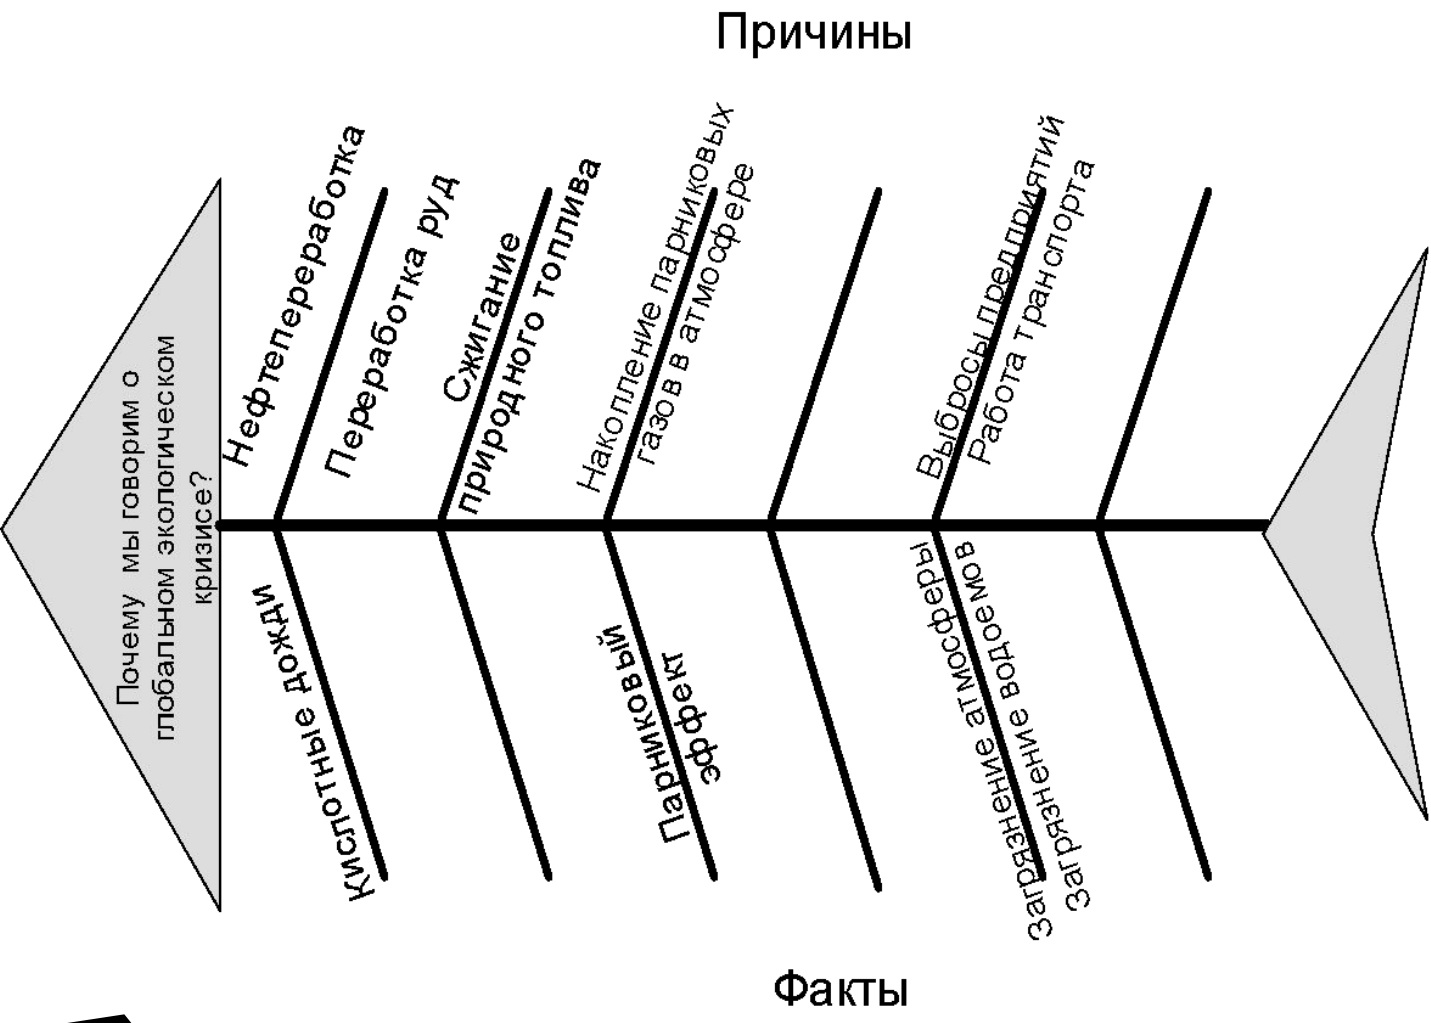 Причины
Почему мы говорим о
глобальном экологическом
кризисе?
Нефтепереработка
Переработка руд
Сжигание
природного топлива
Накопление парниковых
газов в атмосфере
Выбросы предприятий
Работа транспорта
Кислотные дожди
Парниковый
эффект
Загрязнение атмосферы
Загрязнение водоемов
Факты